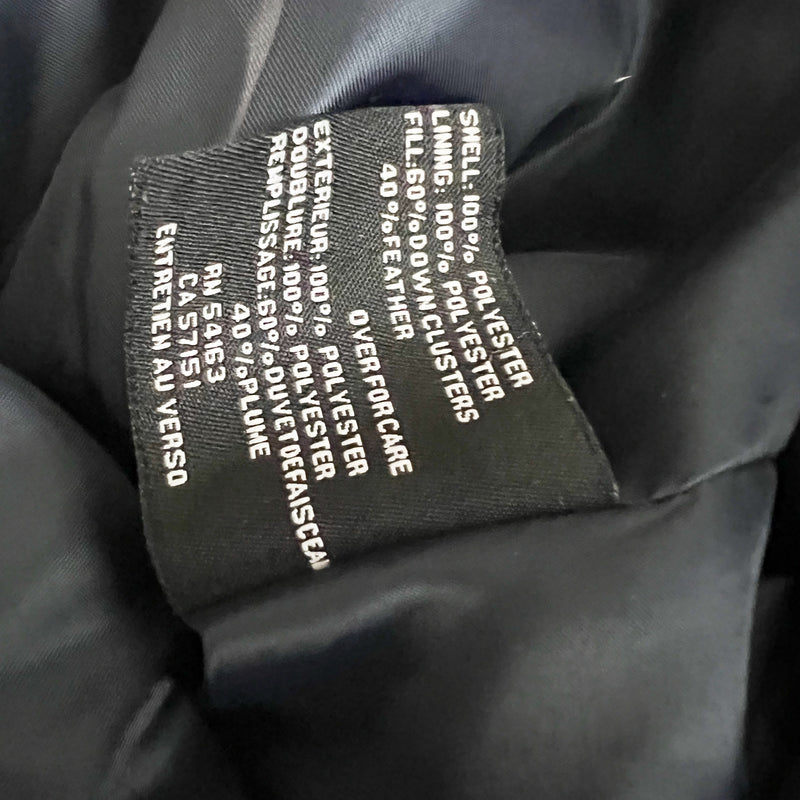 SHELL: 100% POLYESTER
LINING: 100% POLYESTER
FILL: 60% DOWN CLUSTERS
40% FEATHER
OVER FOR CARE
EXTERIEUR: 100% POLYESTER
DOUBLURE: 100% POLYESTER
REMPLISSAGE: 60% DUVET DE FAISCEAU
40% PLUME
RN 54163
CA 57151
ENTRETIEN AU VERSO